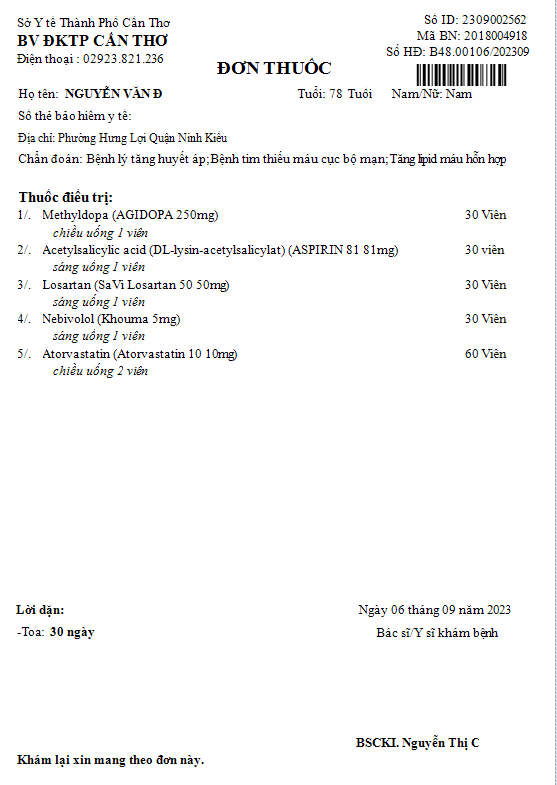 Sở Y tế Thành Phố Cần Thơ
BV ĐKTP CẦN THƠ
Điện thoại : 02923.821.236
Số ID: 2309002562
Mã BN: 2018004918
Số HĐ: B48.00106/202309
ĐƠN THUỐC
Họ tên: NGUYỄN VĂN Đ Tuổi: 78 Tuổi Nam/Nữ: Nam
Số thẻ bảo hiểm y tế:
Địa chỉ: Phường Hưng Lợi Quận Ninh Kiều
Chẩn đoán: Bệnh lý tăng huyết áp;Bệnh tim thiếu máu cục bộ mạn;Tăng lipid máu hỗn hợp
Thuốc điều trị:
1/. Methyldopa (AGIDOPA 250mg) 30 Viên
chiều uống 1 viên
2/. Acetylsalicylic acid (DL-lysin-acetylsalicylat) (ASPIRIN 81 81mg) 30 viên
sáng uống 1 viên
3/. Losartan (SaVi Losartan 50 50mg) 30 Viên
sáng uống 1 viên
4/. Nebivolol (Khouma 5mg) 30 Viên
sáng uống 1 viên
5/. Atorvastatin (Atorvastatin 10 10mg) 60 Viên
chiều uống 2 viên
Lời dặn:
-Toa: 30 ngày
Ngày 06 tháng 09 năm 2023
Bác sĩ/Y sĩ khám bệnh
BSCKI. Nguyễn Thị C
Khám lại xin mang theo đơn này.